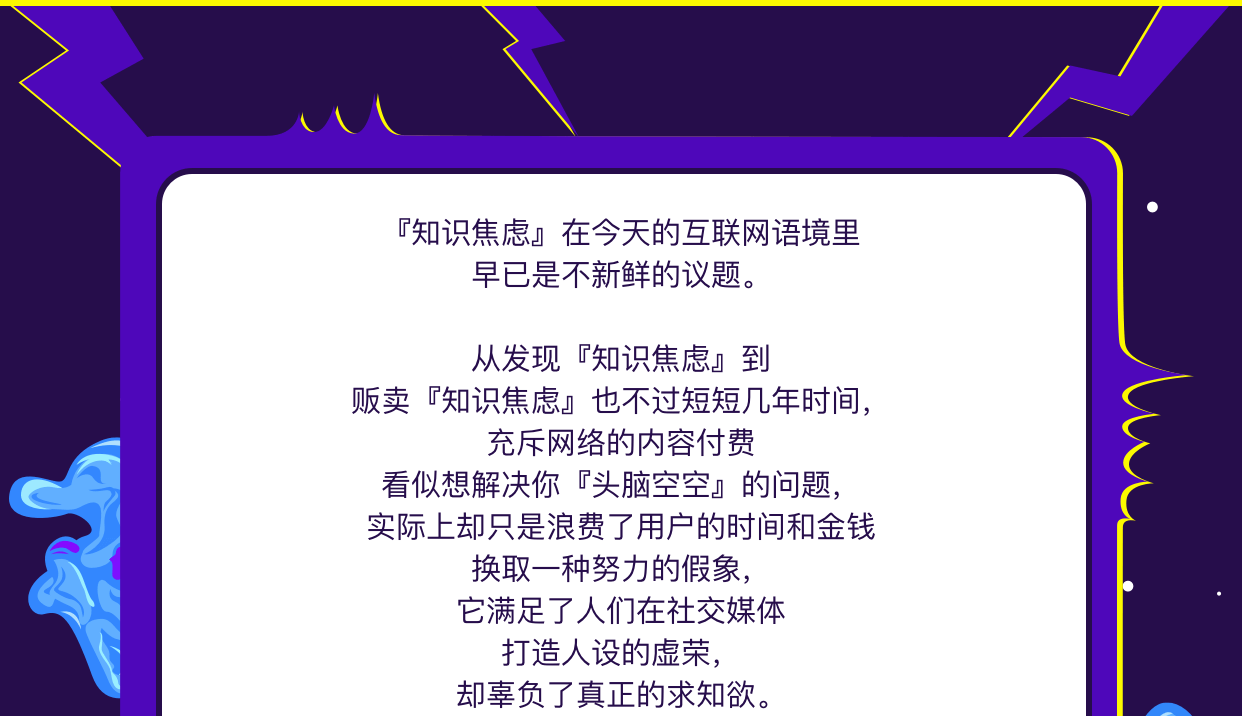 『知识焦虑』在今天的互联网语境里
早已是不新鲜的议题。
从发现『知识焦虑』到
贩卖『知识焦虑』也不过短短几年时间，
充斥网络的内容付费
看似想解决你『头脑空空』的问题，
实际上却只是浪费了用户的时间和金钱
换取一种努力的假象，
它满足了人们在社交媒体
打造人设的虚荣，
却辜负了真正的求知欲。